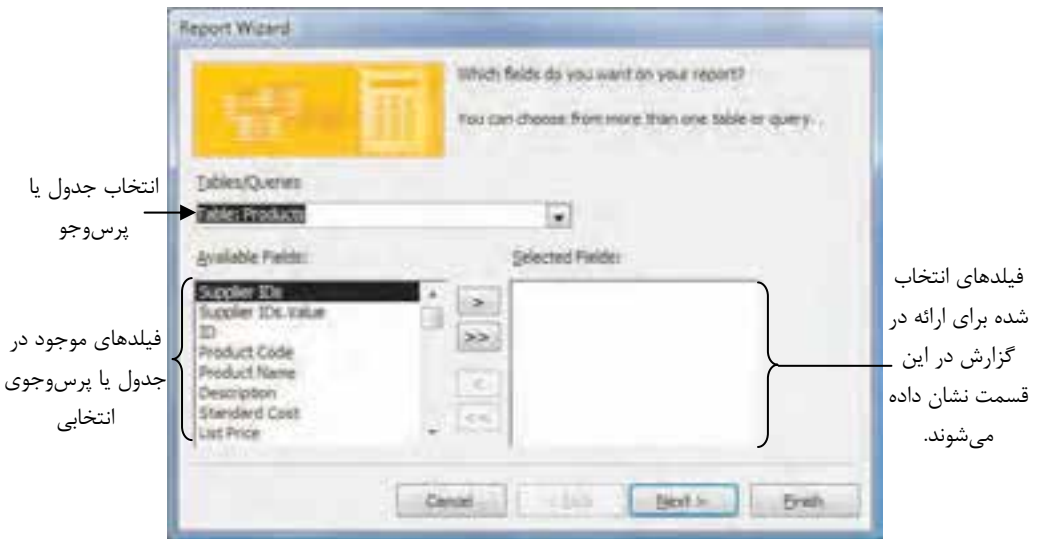 Report Wizard
Which fields do you want on your report?
You can choose from more than one table or query.
Tables/Queries
Table: Products
Available Fields:
Selected Fields:
Supplier IDs
Supplier IDs.Value
ID
Product Code
Product Name
Description
Standard Cost
List Price
>
>>
<
<<
Cancel
< Back
Next >
Finish
انتخاب جدول یا
پرس‌وجو
فیلدهای موجود در
جدول یا پرس‌وجوی
انتخابی
فیلدهای انتخاب
شده برای ارائه در
گزارش در این
قسمت نشان داده
می‌شوند.